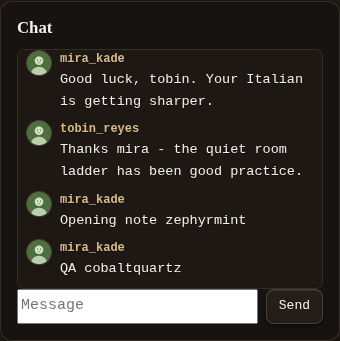 Chat
mira_kade
Good luck, tobin. Your Italian
is getting sharper.
tobin_reyes
Thanks mira - the quiet room
ladder has been good practice.
mira_kade
Opening note zephyrmint
mira_kade
QA cobaltquartz
Message
Send